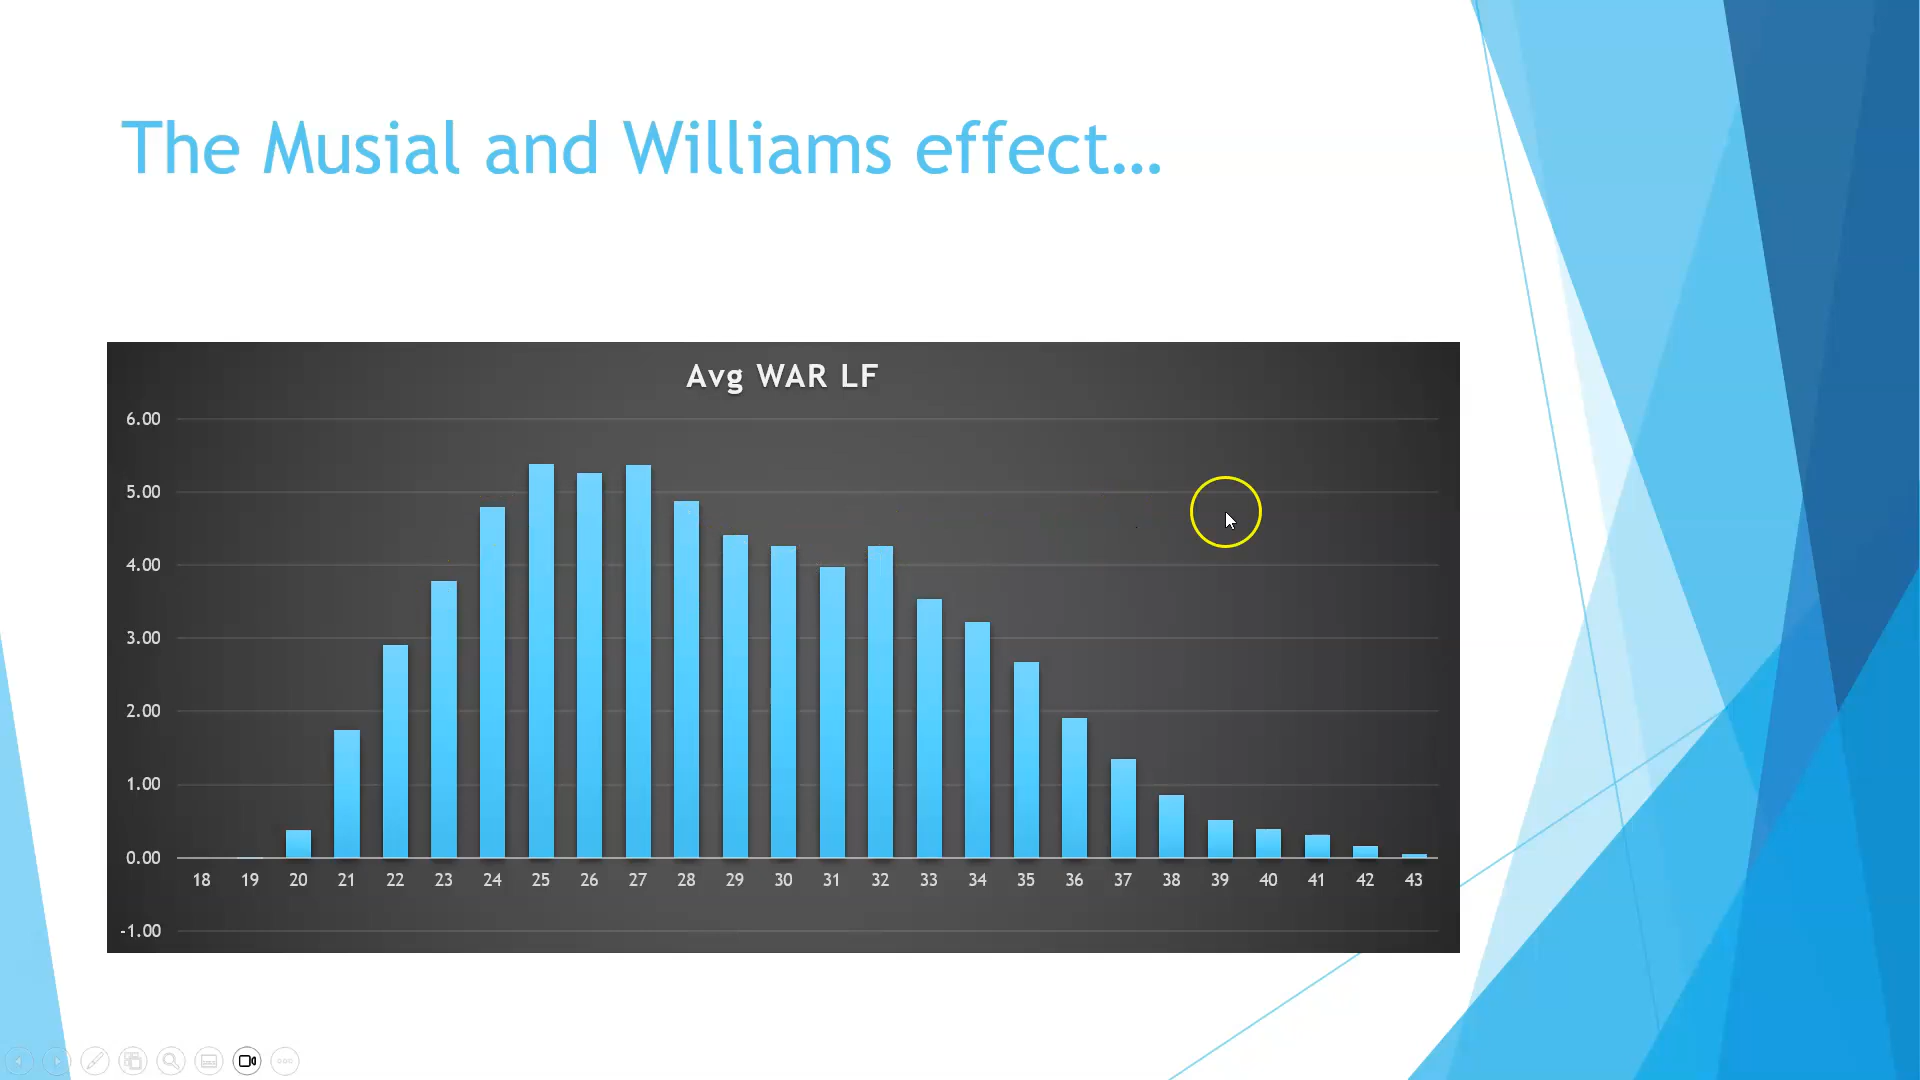 The Musial and Williams effect...
Avg WAR LF
6.00
5.00
4.00
3.00
2.00
1.00
0.00
18 19 20 21 22 23 24 25 26 27 28 29 30 31 32 33 34 35 36 37 38 39 40 41 42 43
-1.00